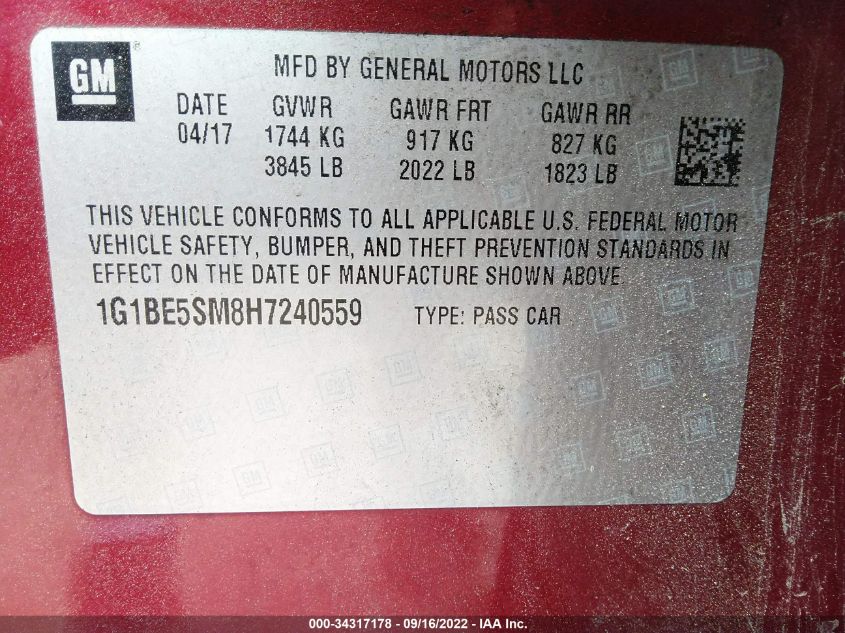 GM
MFD BY GENERAL MOTORS LLC
DATE GVWR GAWR FRT GAWR RR
04/17 1744 KG 917 KG 827 KG
3845 LB 2022 LB 1823 LB
THIS VEHICLE CONFORMS TO ALL APPLICABLE U.S. FEDERAL MOTOR
VEHICLE SAFETY, BUMPER, AND THEFT PREVENTION STANDARDS IN
EFFECT ON THE DATE OF MANUFACTURE SHOWN ABOVE
1G1BE5SM8H7240559 TYPE: PASS CAR
000-34317178 - 09/16/2022 - IAA Inc.